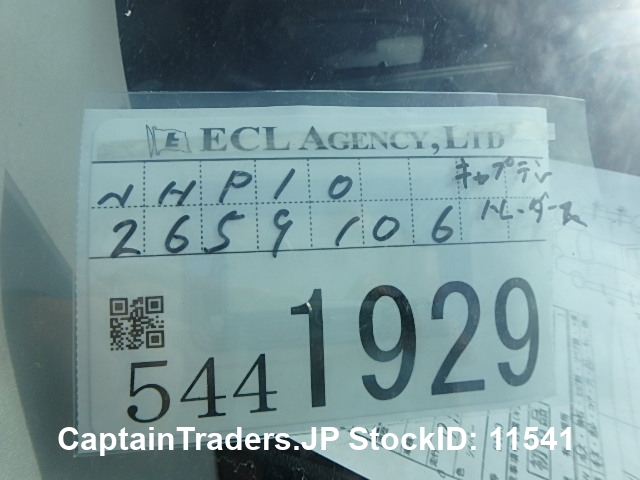 E ECL AGENCY, LTD
NHP10 キャプテン
2659106 トレーダース
5441929
CaptainTraders.JP StockID: 11541